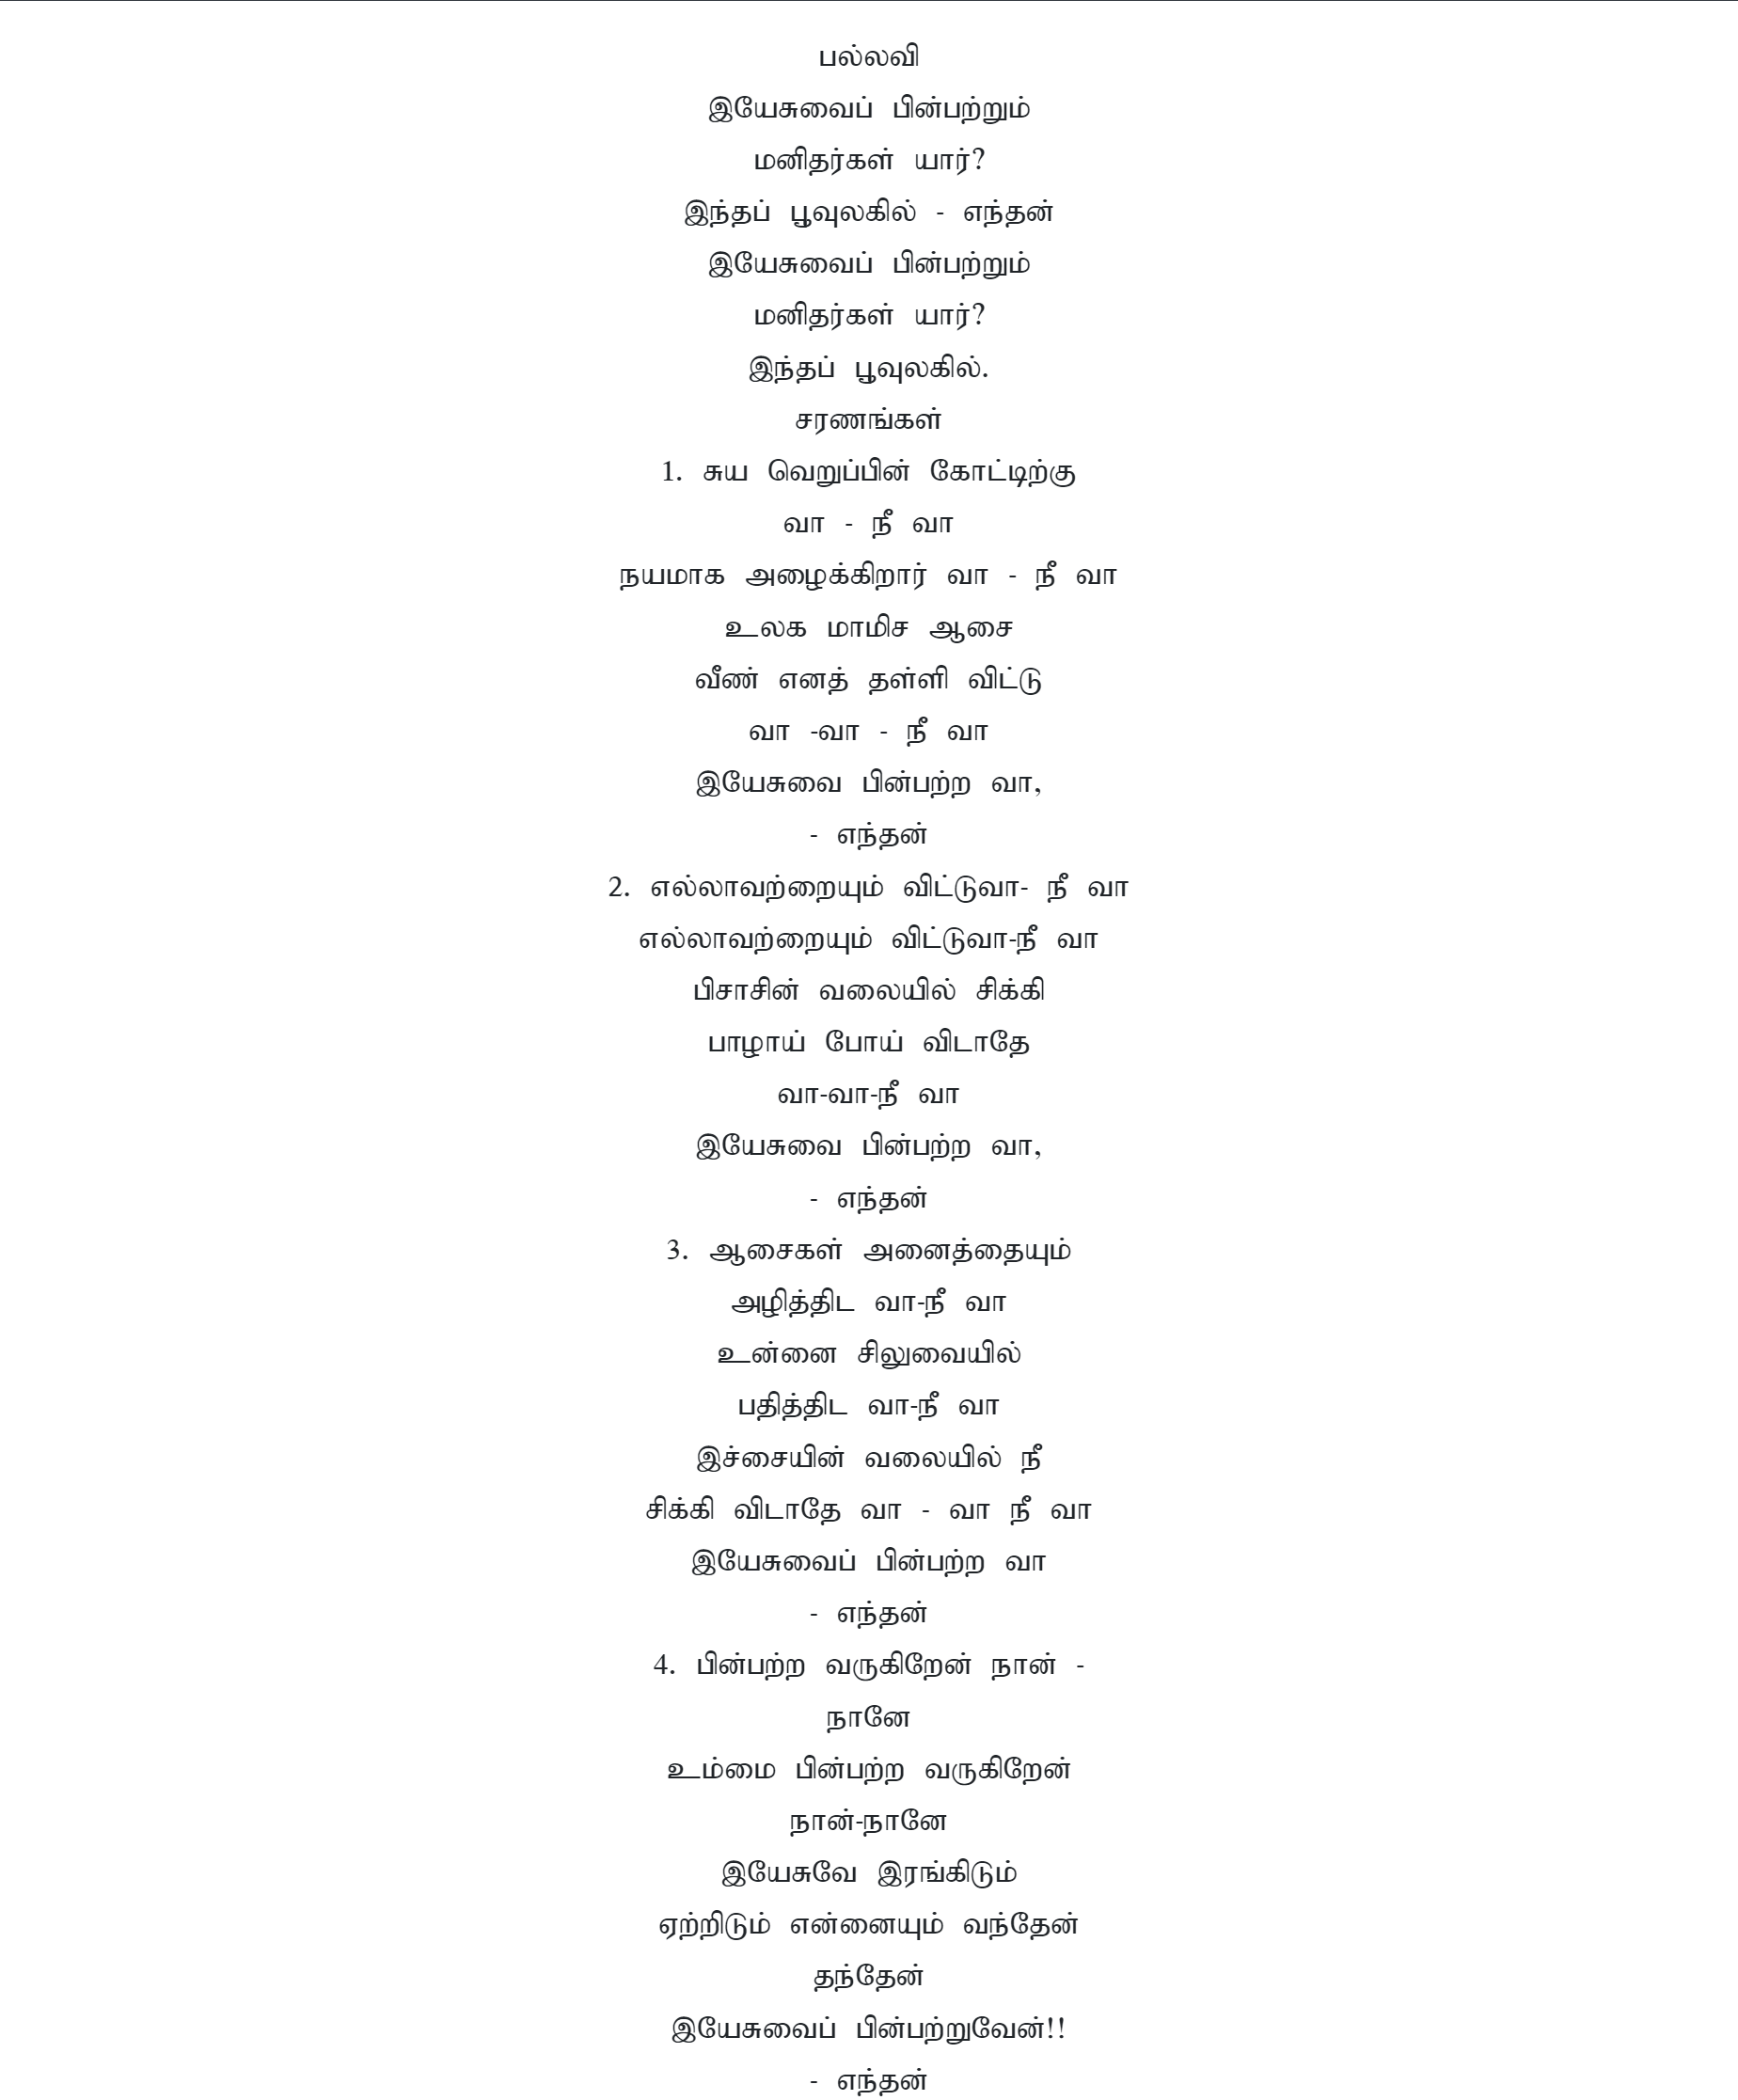 பல்லவி
இயேசுவைப் பின்பற்றும்
மனிதர்கள் யார்?
இந்தப் பூவுலகில் - எந்தன்
இயேசுவைப் பின்பற்றும்
மனிதர்கள் யார்?
இந்தப் பூவுலகில்.
சரணங்கள்
1. சுய வெறுப்பின் கோட்டிற்கு
வா - நீ வா
நயமாக அழைக்கிறார் வா - நீ வா
உலக மாமிச ஆசை
வீண் எனத் தள்ளி விட்டு
வா -வா - நீ வா
இயேசுவை பின்பற்ற வா,
- எந்தன்
2. எல்லாவற்றையும் விட்டுவா- நீ வா
எல்லாவற்றையும் விட்டுவா-நீ வா
பிசாசின் வலையில் சிக்கி
பாழாய் போய் விடாதே
வா-வா-நீ வா
இயேசுவை பின்பற்ற வா,
- எந்தன்
3. ஆசைகள் அனைத்தையும்
அழித்திட வா-நீ வா
உன்னை சிலுவையில்
பதித்திட வா-நீ வா
இச்சையின் வலையில் நீ
சிக்கி விடாதே வா - வா நீ வா
இயேசுவைப் பின்பற்ற வா
- எந்தன்
4. பின்பற்ற வருகிறேன் நான் -
நானே
உம்மை பின்பற்ற வருகிறேன்
நான்-நானே
இயேசுவே இரங்கிடும்
ஏற்றிடும் என்னையும் வந்தேன்
தந்தேன்
இயேசுவைப் பின்பற்றுவேன்!!
- எந்தன்